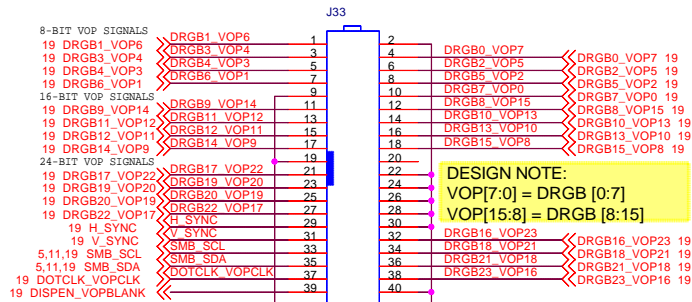 J33
8-BIT VOP SIGNALS
19 DRGB1_VOP6 DRGB1_VOP6 1 2
19 DRGB3_VOP4 DRGB3_VOP4 3 4 DRGB0_VOP7 DRGB0_VOP7 19
19 DRGB4_VOP3 DRGB4_VOP3 5 6 DRGB2_VOP5 DRGB2_VOP5 19
19 DRGB6_VOP1 DRGB6_VOP1 7 8 DRGB5_VOP2 DRGB5_VOP2 19
16-BIT VOP SIGNALS 9 10 DRGB7_VOP0 DRGB7_VOP0 19
19 DRGB9_VOP14 DRGB9_VOP14 11 12 DRGB8_VOP15 DRGB8_VOP15 19
19 DRGB11_VOP12 DRGB11_VOP12 13 14 DRGB10_VOP13 DRGB10_VOP13 19
19 DRGB12_VOP11 DRGB12_VOP11 15 16 DRGB13_VOP10 DRGB13_VOP10 19
19 DRGB14_VOP9 DRGB14_VOP9 17 18 DRGB15_VOP8 DRGB15_VOP8 19
24-BIT VOP SIGNALS 19 20
19 DRGB17_VOP22 DRGB17_VOP22 21 22
19 DRGB19_VOP20 DRGB19_VOP20 23 24
19 DRGB20_VOP19 DRGB20_VOP19 25 26
19 DRGB22_VOP17 DRGB22_VOP17 27 28
19 H_SYNC H_SYNC 29 30
19 V_SYNC V_SYNC 31 32 DRGB16_VOP23 DRGB16_VOP23 19
5,11,19 SMB_SCL SMB_SCL 33 34 DRGB18_VOP21 DRGB18_VOP21 19
5,11,19 SMB_SDA SMB_SDA 35 36 DRGB21_VOP18 DRGB21_VOP18 19
19 DOTCLK_VOPCLK DOTCLK_VOPCLK 37 38 DRGB23_VOP16 DRGB23_VOP16 19
19 DISPEN_VOPBLANK 39 40
DESIGN NOTE:
VOP[7:0] = DRGB [0:7]
VOP[15:8] = DRGB [8:15]